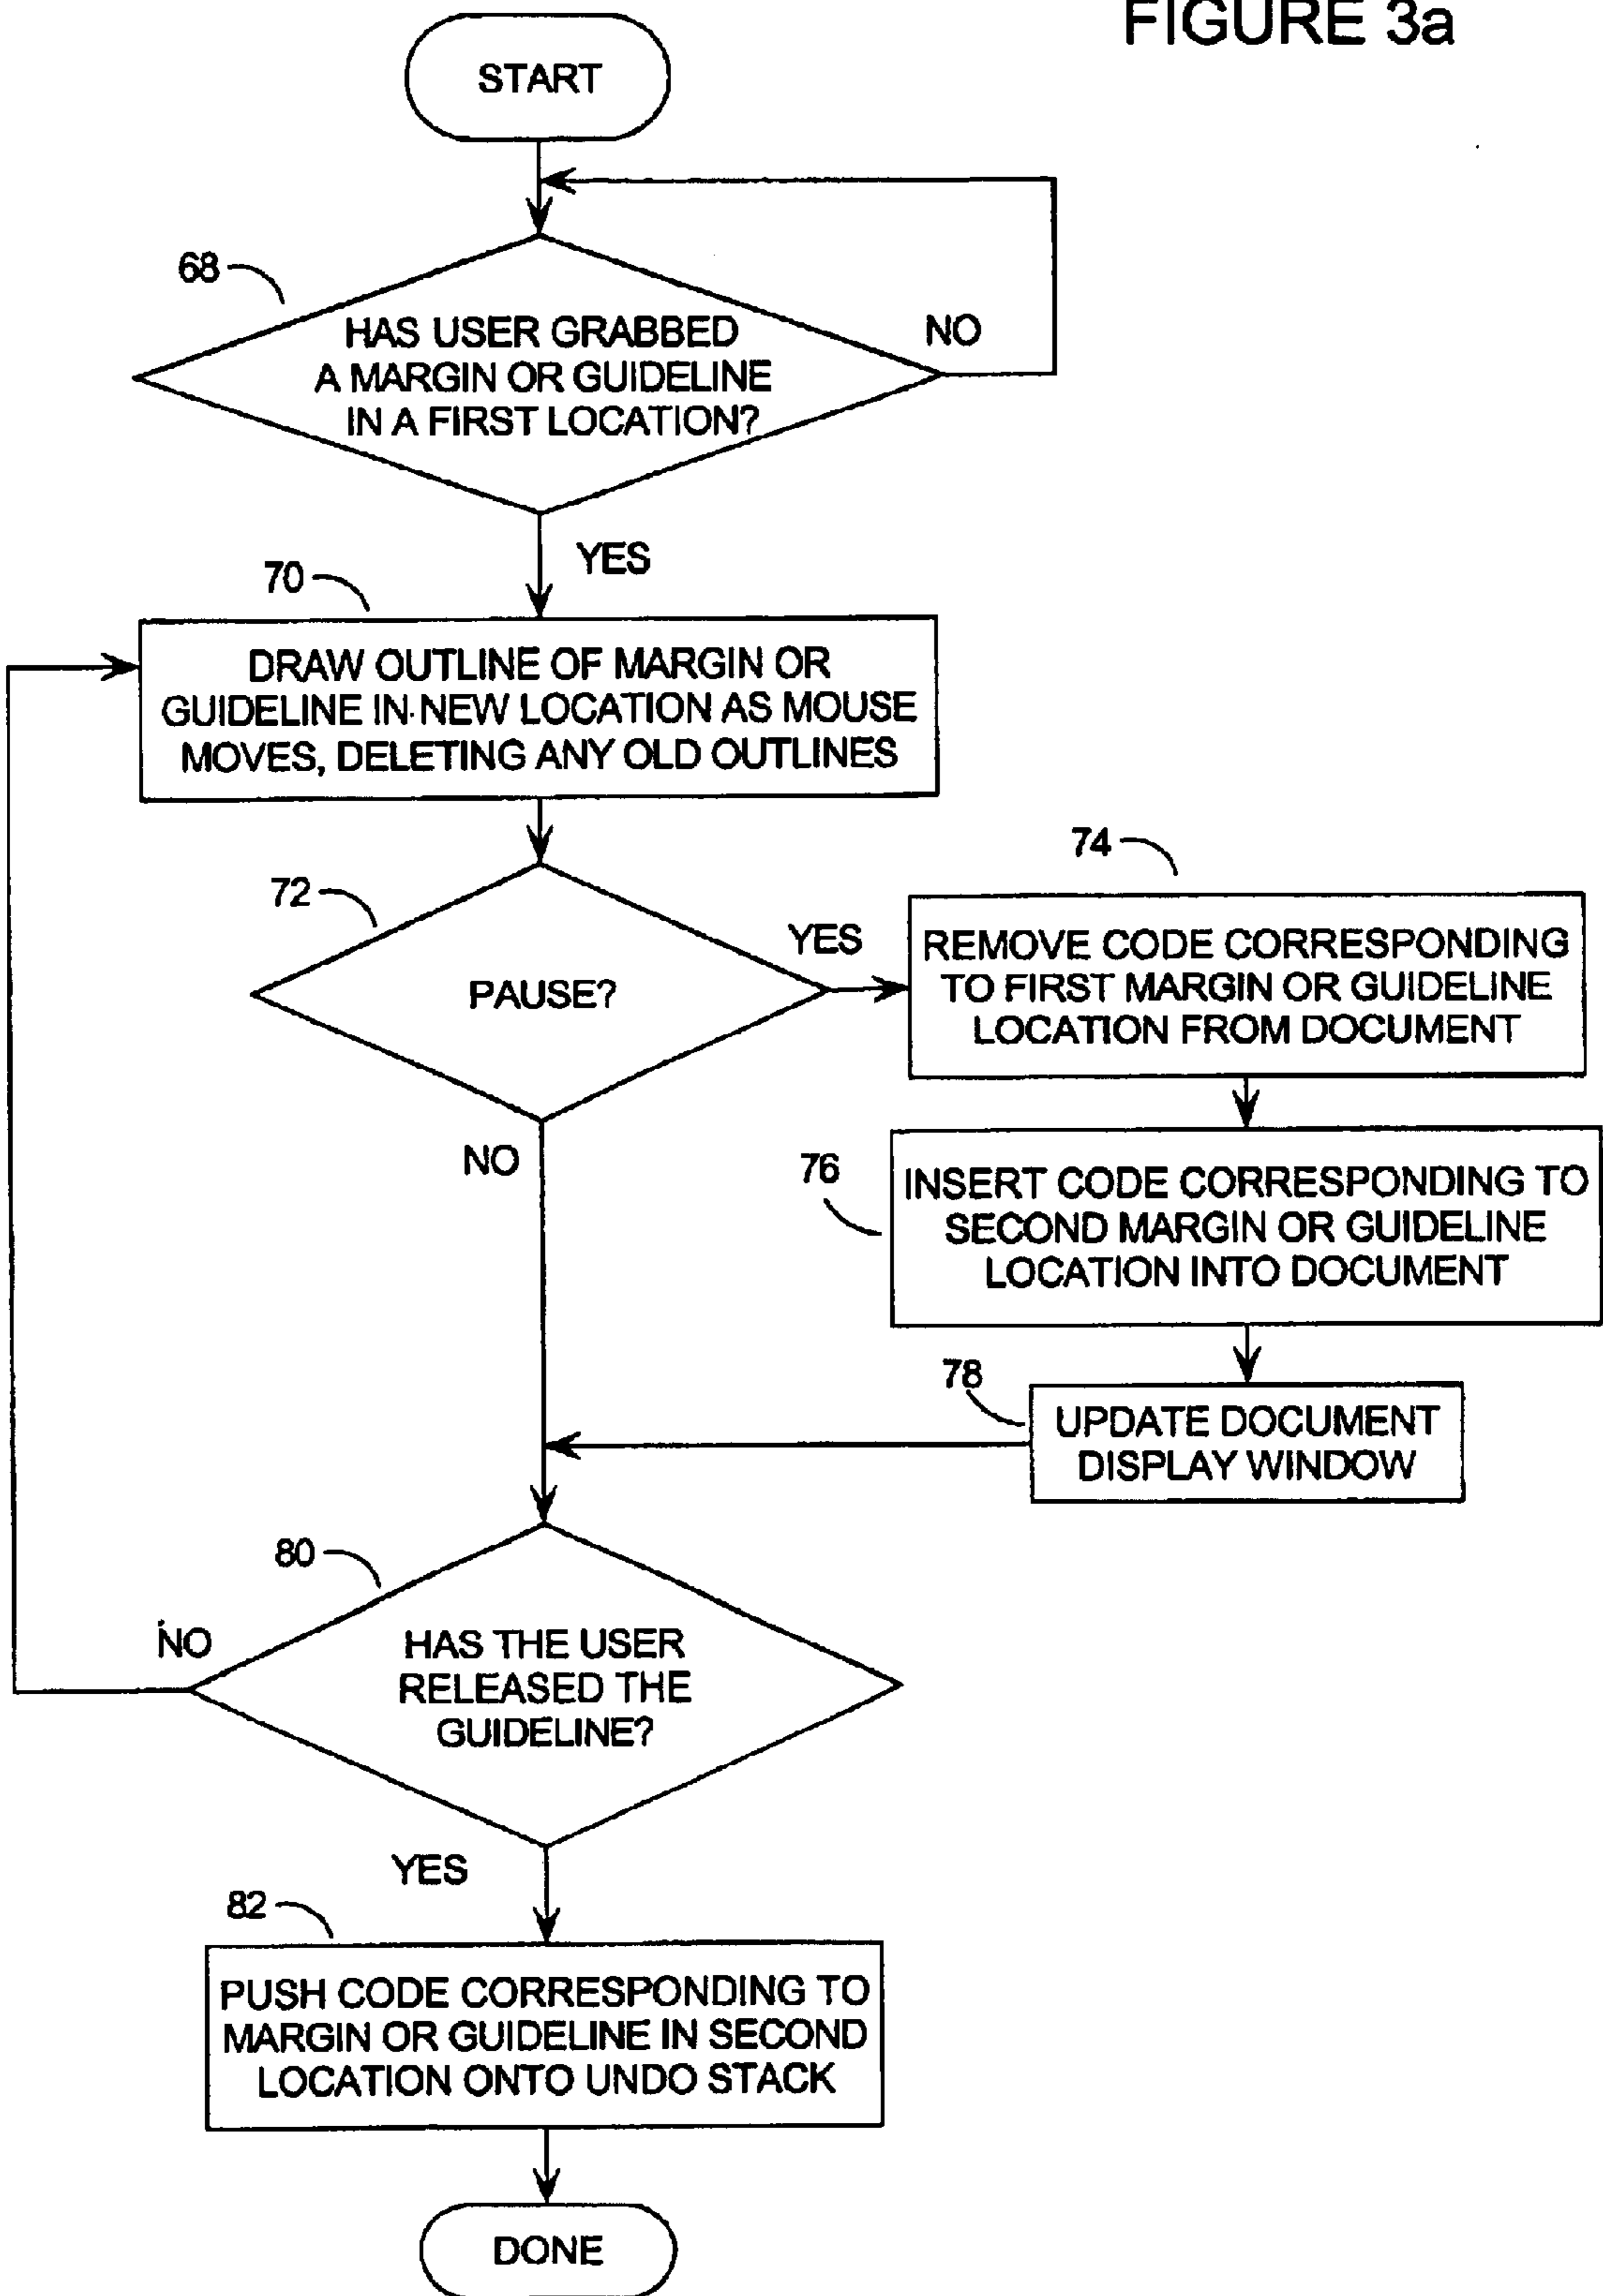 FIGURE 3a
START
68
HAS USER GRABBED
A MARGIN OR GUIDELINE
IN A FIRST LOCATION?
NO
YES
70
DRAW OUTLINE OF MARGIN OR
GUIDELINE IN NEW LOCATION AS MOUSE
MOVES, DELETING ANY OLD OUTLINES
72
PAUSE?
YES
74
REMOVE CODE CORRESPONDING
TO FIRST MARGIN OR GUIDELINE
LOCATION FROM DOCUMENT
NO
76
INSERT CODE CORRESPONDING TO
SECOND MARGIN OR GUIDELINE
LOCATION INTO DOCUMENT
78
UPDATE DOCUMENT
DISPLAY WINDOW
80
NO
HAS THE USER
RELEASED THE
GUIDELINE?
YES
82
PUSH CODE CORRESPONDING TO
MARGIN OR GUIDELINE IN SECOND
LOCATION ONTO UNDO STACK
DONE